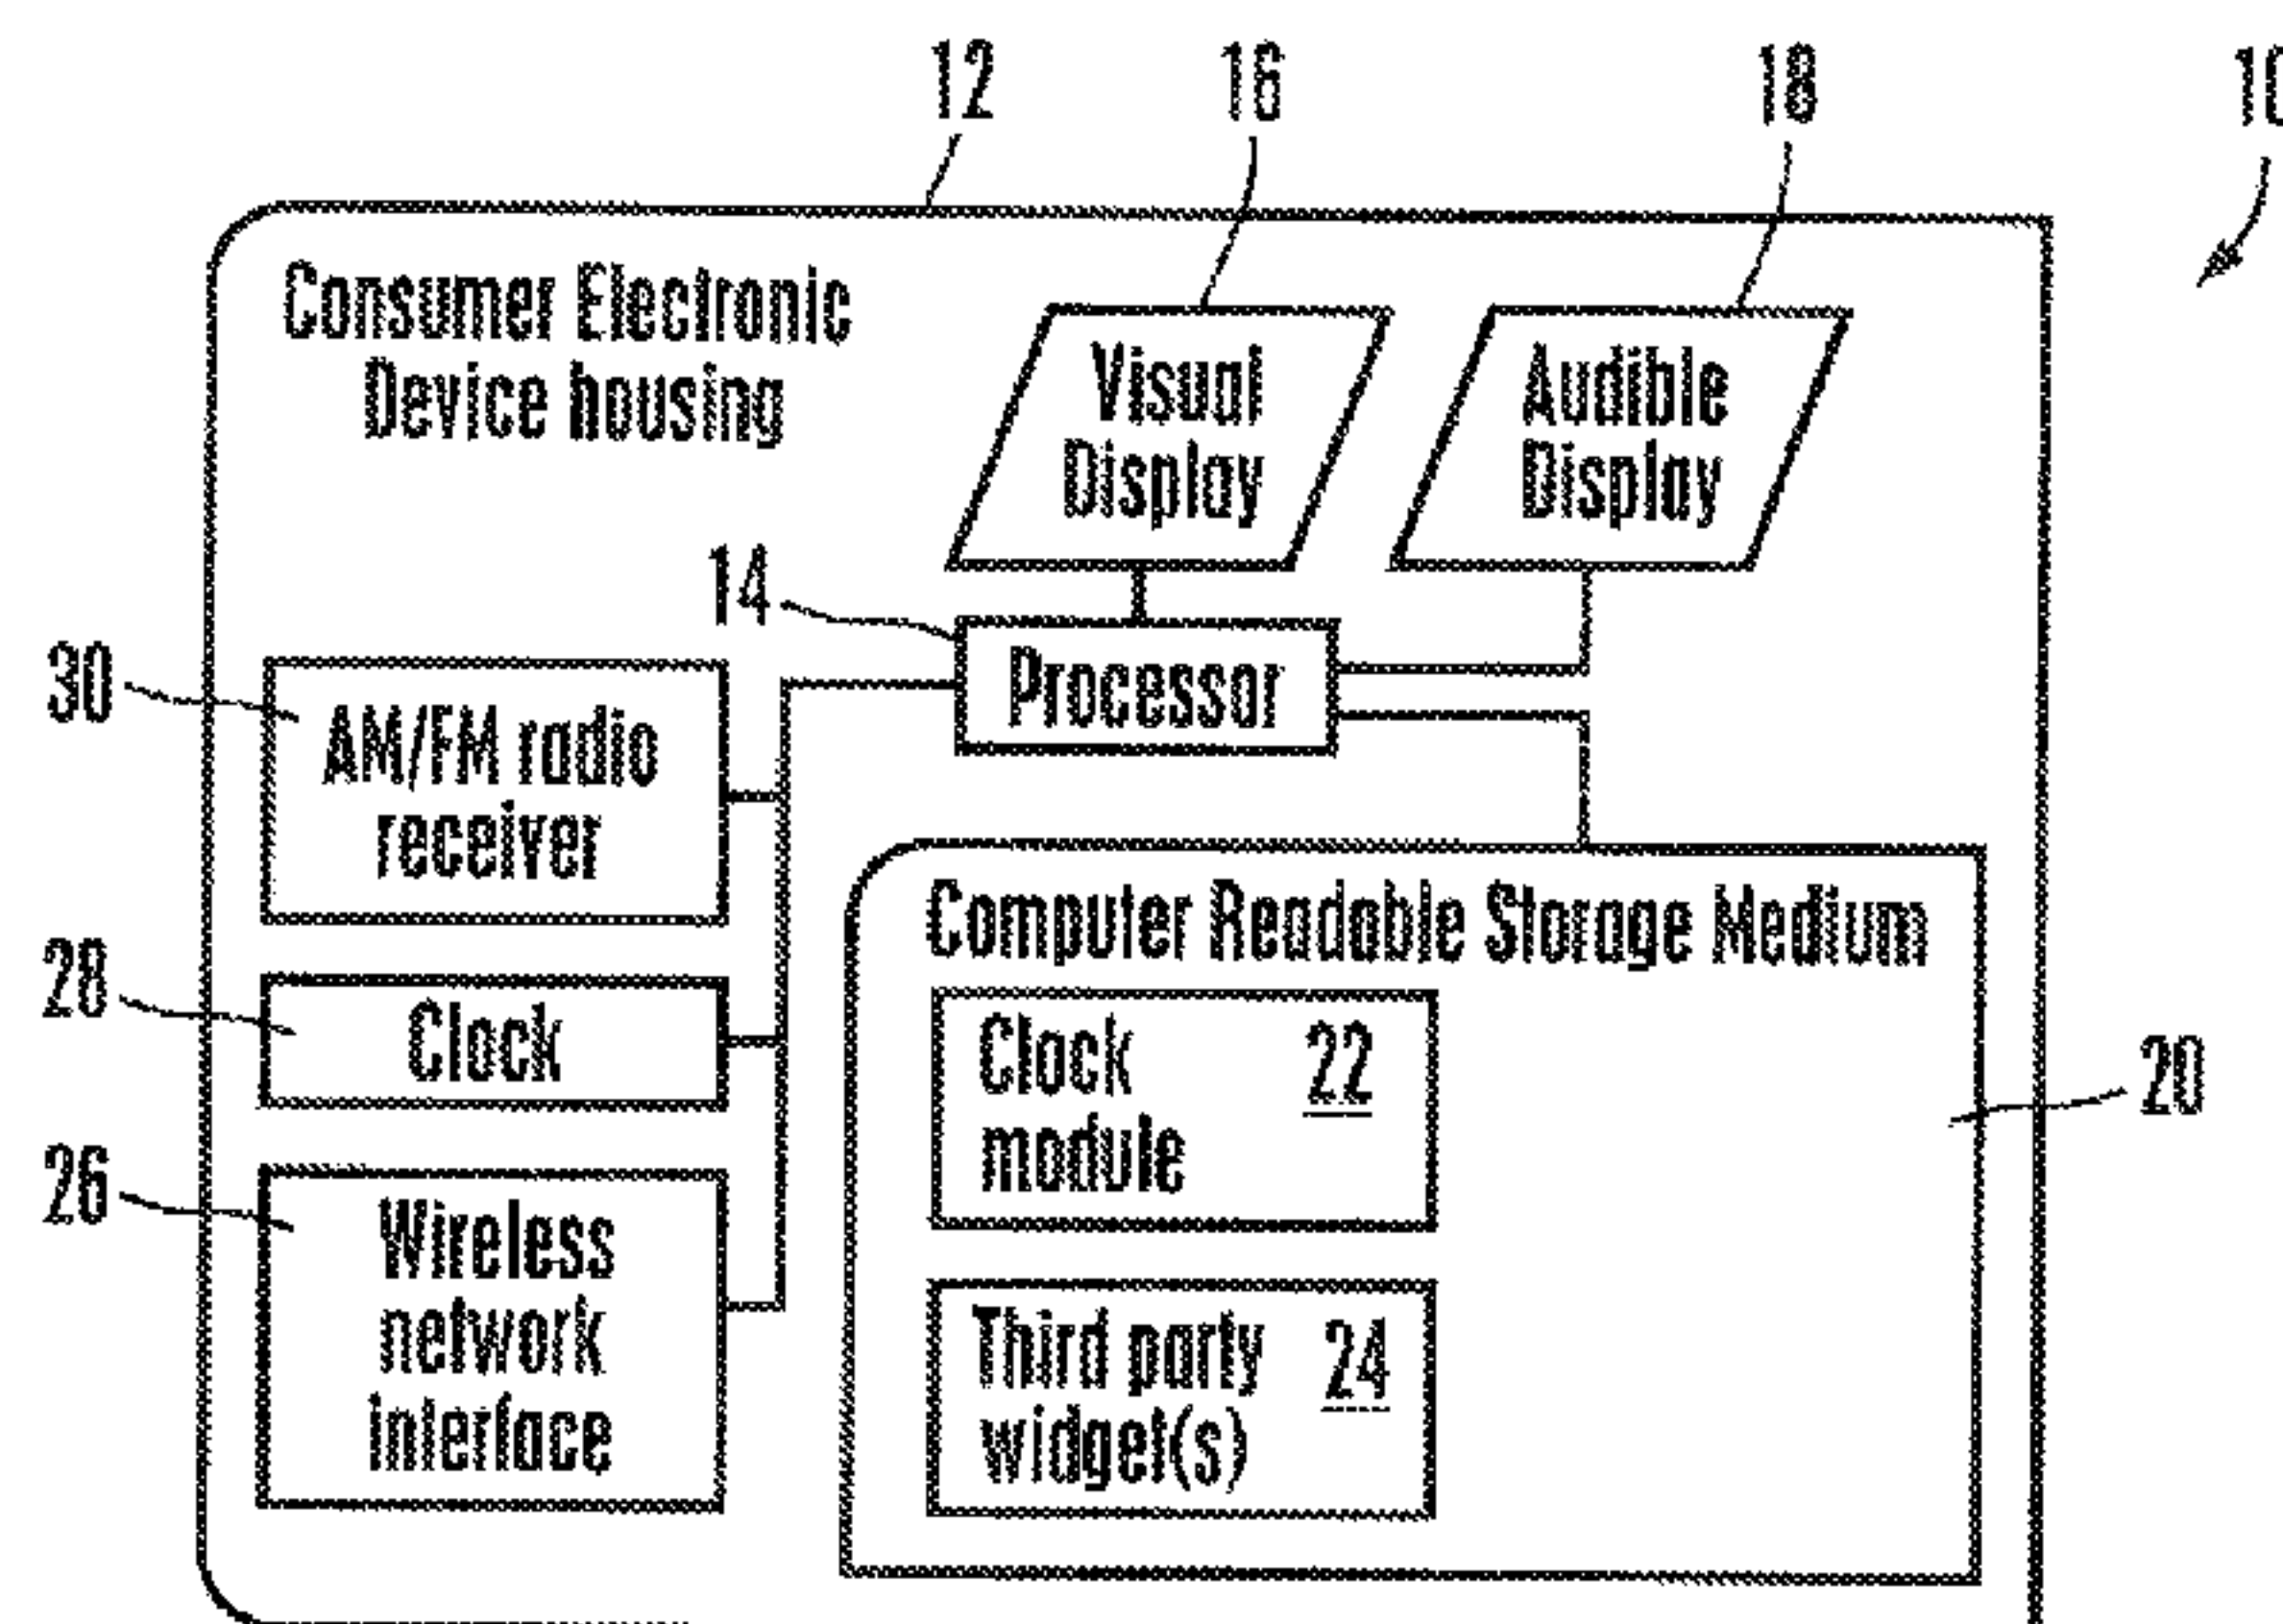 12
16
18
10
Consumer Electronic
Device housing
Visual
Display
Audible
Display
14
Processor
30
AM/FM radio
receiver
28
Clock
26
Wireless
network
interface
Computer Readable Storage Medium
Clock 22
module
Third party 24
widget(s)
20